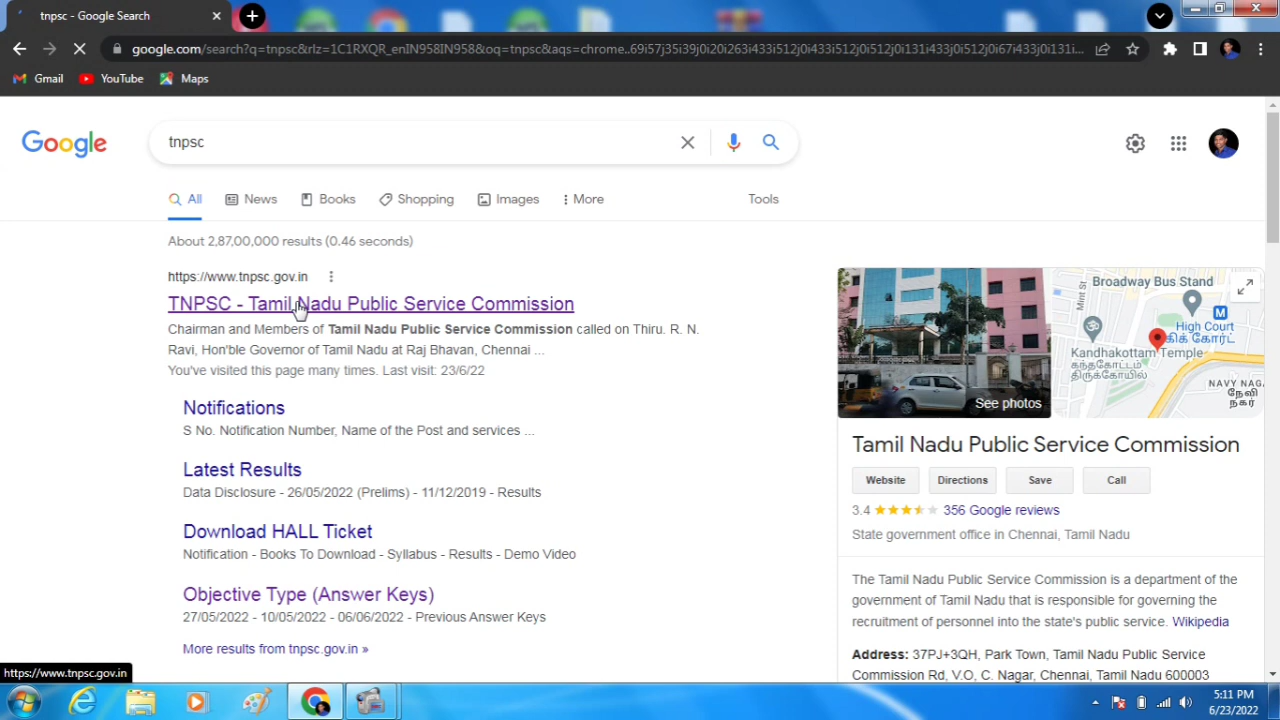 tnpsc - Google Search
google.com/search?q=tnpsc&rlz=1C1RXQR_enIN958IN958&oq=tnpsc&aqs=chrome..69i57j35i39j0i20i263i433i512j0i433i512j0i512j0i131i433j0i512j0i67i433j0i131i...
Gmail
YouTube
Maps
Google
tnpsc
All
News
Books
Shopping
Images
More
Tools
About 2,87,00,000 results (0.46 seconds)
https://www.tnpsc.gov.in
TNPSC - Tamil Nadu Public Service Commission
Chairman and Members of Tamil Nadu Public Service Commission called on Thiru. R. N.
Ravi, Hon'ble Governor of Tamil Nadu at Raj Bhavan, Chennai ...
You've visited this page many times. Last visit: 23/6/22
Notifications
S No. Notification Number, Name of the Post and services ...
Latest Results
Data Disclosure - 26/05/2022 (Prelims) - 11/12/2019 - Results
Download HALL Ticket
Notification - Books To Download - Syllabus - Results - Demo Video
Objective Type (Answer Keys)
27/05/2022 - 10/05/2022 - 06/06/2022 - Previous Answer Keys
More results from tnpsc.gov.in »
See photos
Mint St
Broadway Bus Stand
M
High Court
ஐகிக் கோர்ட்
Kandhakottam Temple
கந்தகோட்டம்
திருக்கோயில்
NAVY NAG
நேவி
நகர்
Tamil Nadu Public Service Commission
Website
Directions
Save
Call
3.4
356 Google reviews
State government office in Chennai, Tamil Nadu
The Tamil Nadu Public Service Commission is a department of the
government of Tamil Nadu that is responsible for governing the
recruitment of personnel into the state's public service. Wikipedia
Address: 37PJ+3QH, Park Town, Tamil Nadu Public Service
Commission Rd, V.O, C. Nagar, Chennai, Tamil Nadu 600003
https://www.tnpsc.gov.in
5:11 PM
6/23/2022